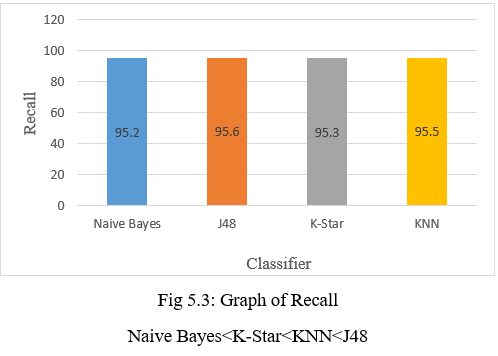 120
100
80
60
40
20
0
Recall
95.2 95.6 95.3 95.5
Naive Bayes J48 K-Star KNN
Classifier
Fig 5.3: Graph of Recall
Naive Bayes<K-Star<KNN<J48